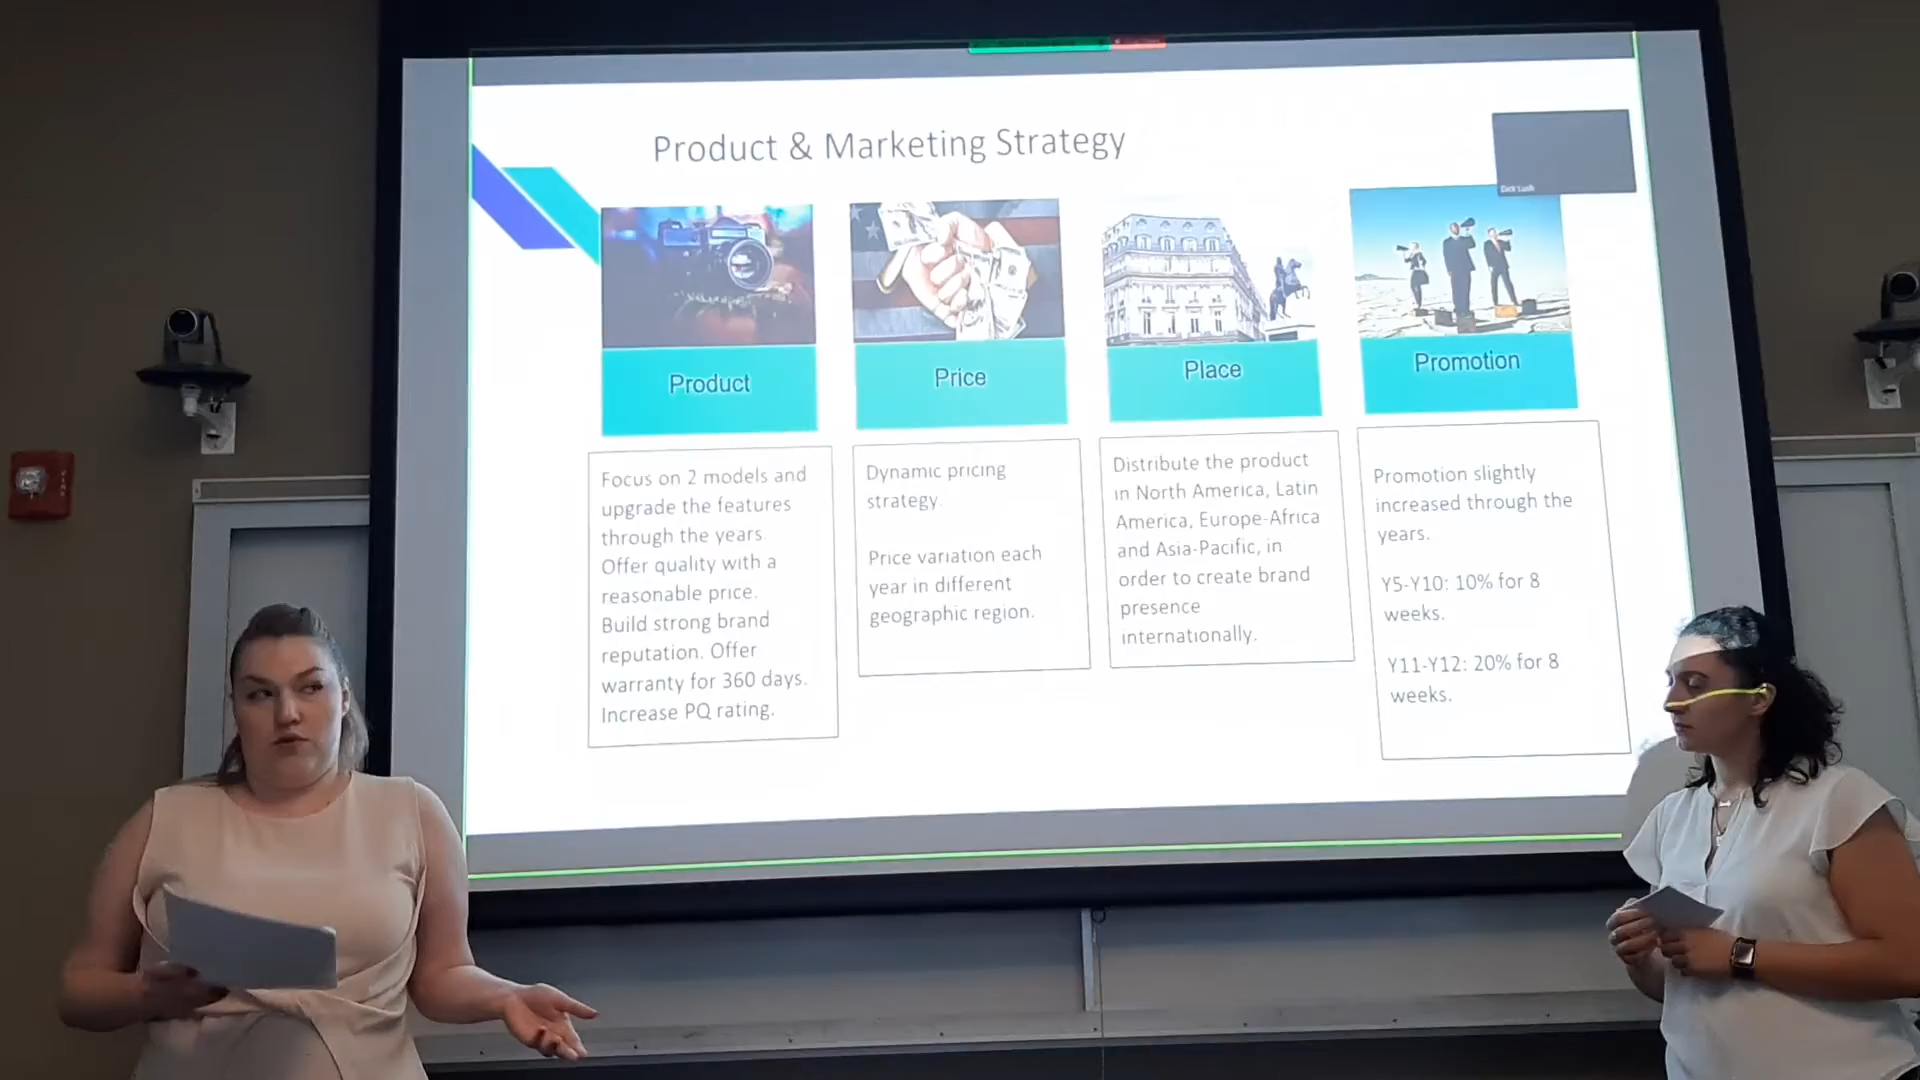 Product & Marketing Strategy
Product
Price
Place
Promotion
Focus on 2 models and
upgrade the features
through the years.
Offer quality with a
reasonable price.
Build strong brand
reputation. Offer
warranty for 360 days.
Increase PQ rating.
Dynamic pricing
strategy.
Price variation each
year in different
geographic region.
Distribute the product
in North America, Latin
America, Europe-Africa
and Asia-Pacific, in
order to create brand
presence
internationally.
Promotion slightly
increased through the
years.
Y5-Y10: 10% for 8
weeks.
Y11-Y12: 20% for 8
weeks.
FIRE